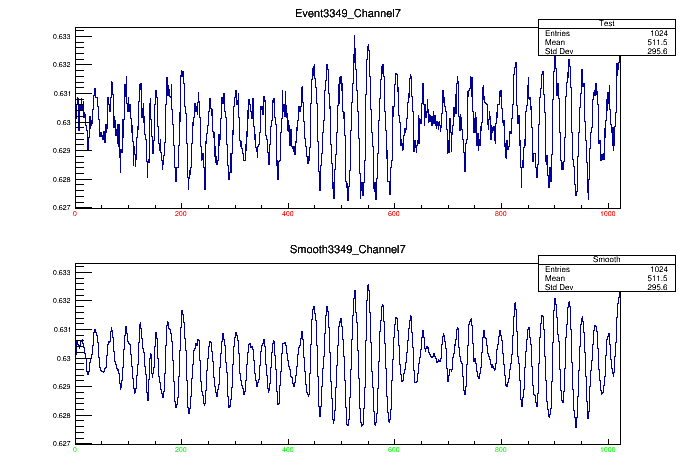 Event3349_Channel7
Test
Entries 1024
Mean 511.5
Std Dev 295.6
0.633
0.632
0.631
0.63
0.629
0.628
0.627
0 200 400 600 800 1000
Smooth3349_Channel7
Smooth
Entries 1024
Mean 511.5
Std Dev 295.6
0.633
0.632
0.631
0.63
0.629
0.628
0.627
0 200 400 600 800 1000